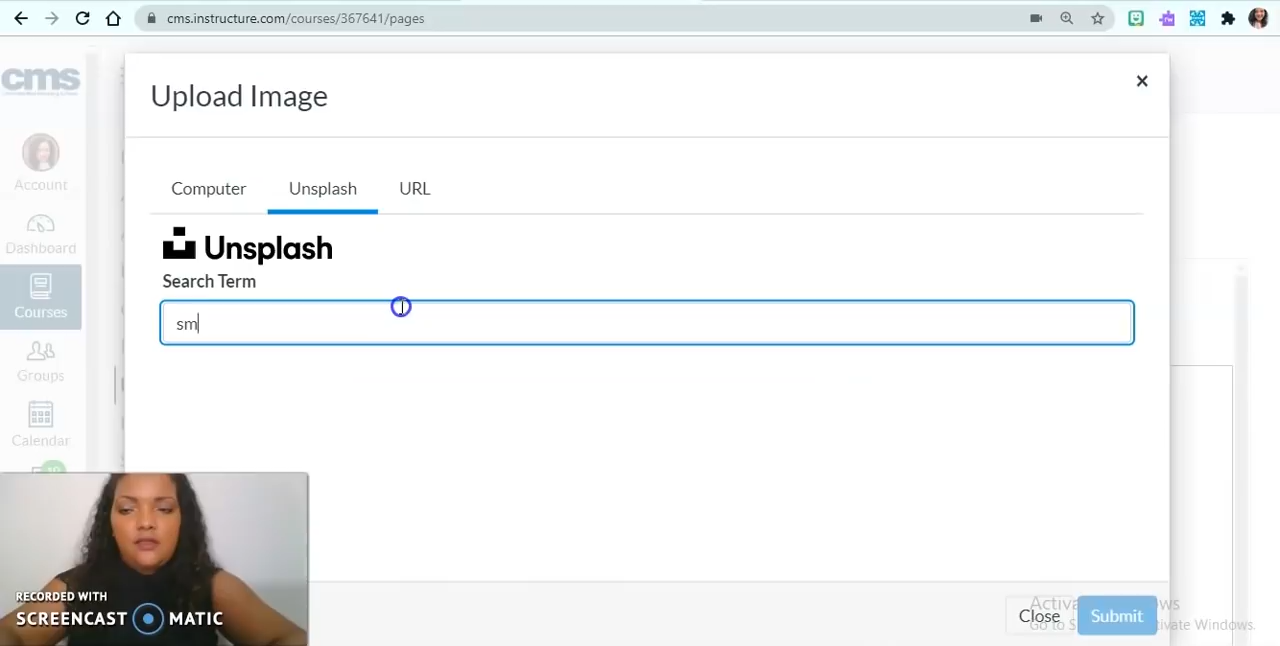 cms.instructure.com/courses/367641/pages
cms
Upload Image
Computer
Unsplash
URL
Account
Unsplash
Search Term
Dashboard
sm
Courses
Groups
Calendar
RECORDED WITH
SCREENCAST MATIC
Close
Submit